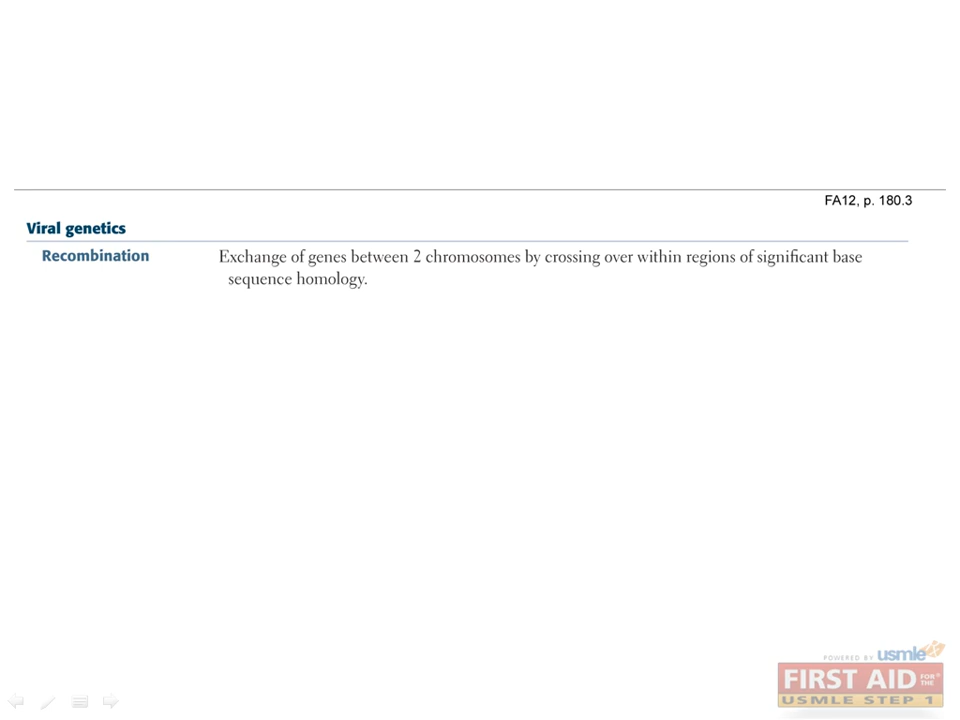 FA12, p. 180.3
Viral genetics
Recombination Exchange of genes between 2 chromosomes by crossing over within regions of significant base
sequence homology.
POWERED BY usmle
FIRST AID FOR THE®
USMLE STEP 1